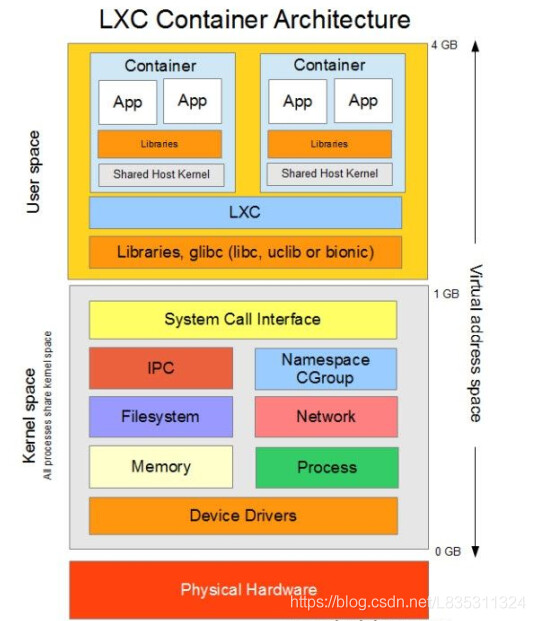 LXC Container Architecture
4 GB
Container
Container
App
App
App
App
Libraries
Libraries
Shared Host Kernel
Shared Host Kernel
LXC
Libraries, glibc (libc, uclib or bionic)
User space
1 GB
Virtual address space
System Call Interface
IPC
Namespace
CGroup
Filesystem
Network
Memory
Process
Device Drivers
Kernel space
All processes share kernel space
0 GB
Physical Hardware
https://blog.csdn.net/L835311324